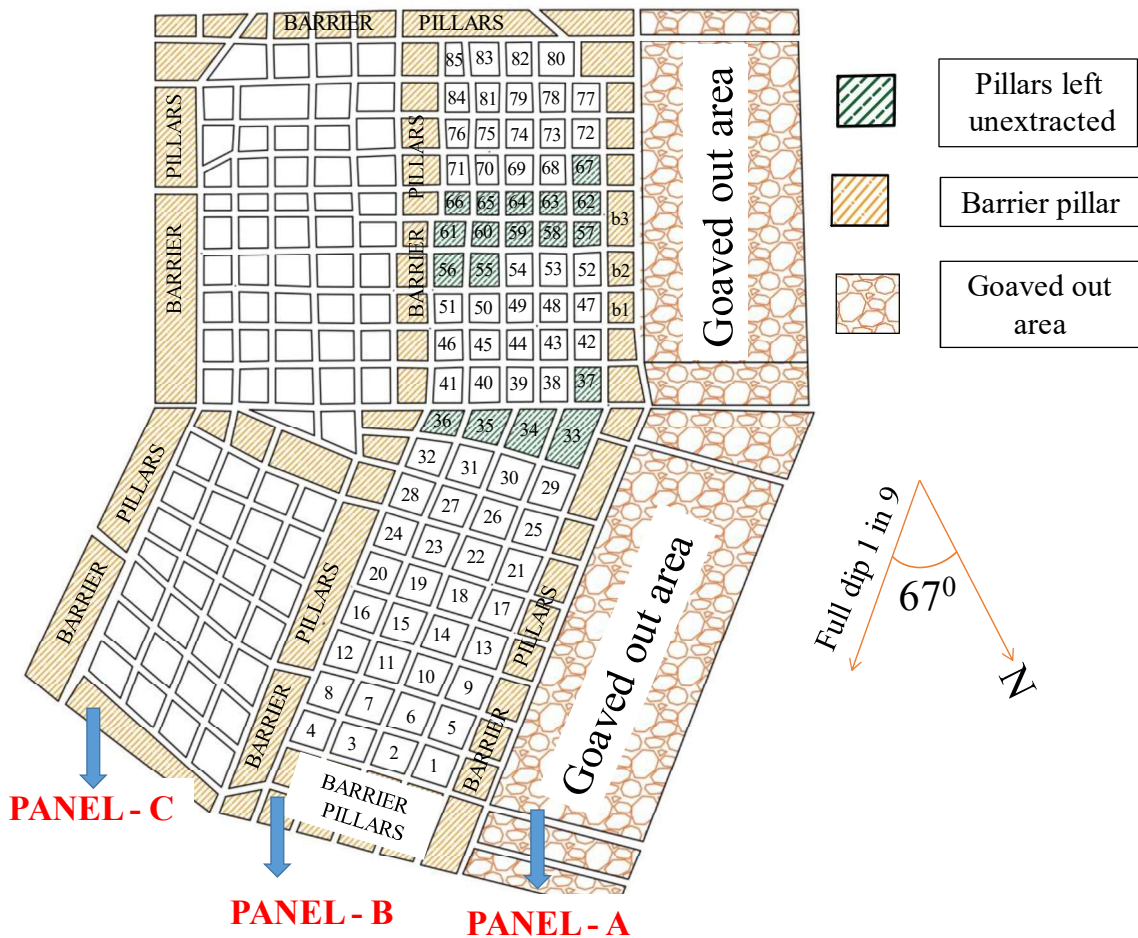 BARRIER
PILLARS
85 83 82 80
84 81 79 78 77
76 75 74 73 72
71 70 69 68 67
66 65 64 63 62
61 60 59 58 57
b3
56 55 54 53 52
b2
51 50 49 48 47
b1
46 45 44 43 42
41 40 39 38 37
36 35 34 33
32 31 30 29
28 27 26 25
24 23 22 21
20 19 18 17
16 15 14 13
12 11 10 9
8 7 6 5
4 3 2 1
PILLARS
BARRIER
PILLARS
BARRIER
PILLARS
BARRIER
PILLARS
BARRIER
PILLARS
BARRIER
BARRIER
PILLARS
Goaved out area
Goaved out area
Pillars left
unextracted
Barrier pillar
Goaved out
area
Full dip 1 in 9
67⁰
N
PANEL - C
PANEL - B
PANEL - A